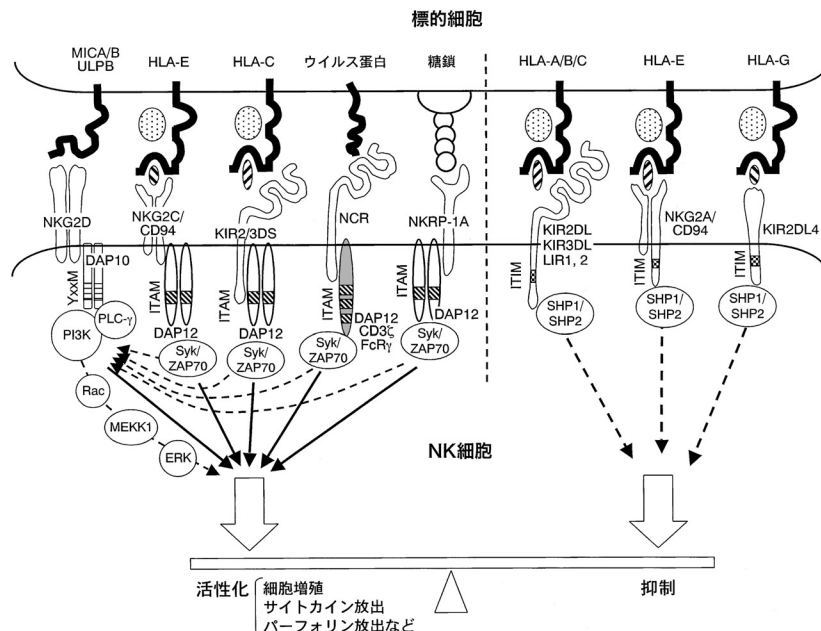 標的細胞
MICA/B
ULPB
HLA-E
HLA-C
ウイルス蛋白
糖鎖
HLA-A/B/C
HLA-E
HLA-G
NKG2D
NKG2C/
CD94
KIR2/3DS
NCR
NKRP-1A
KIR2DL
KIR3DL
LIR1, 2
NKG2A/
CD94
KIR2DL4
DAP10
YxxM
ITAM
ITAM
ITAM
ITAM
ITIM
ITIM
ITIM
PI3K
PLC-γ
DAP12
DAP12
DAP12
CD3ζ
FcRγ
DAP12
Syk/
ZAP70
Syk/
ZAP70
Syk/
ZAP70
Syk/
ZAP70
SHP1/
SHP2
SHP1/
SHP2
SHP1/
SHP2
Rac
MEKK1
ERK
NK細胞
活性化
細胞増殖
サイトカイン放出
パーフォリン放出など
抑制